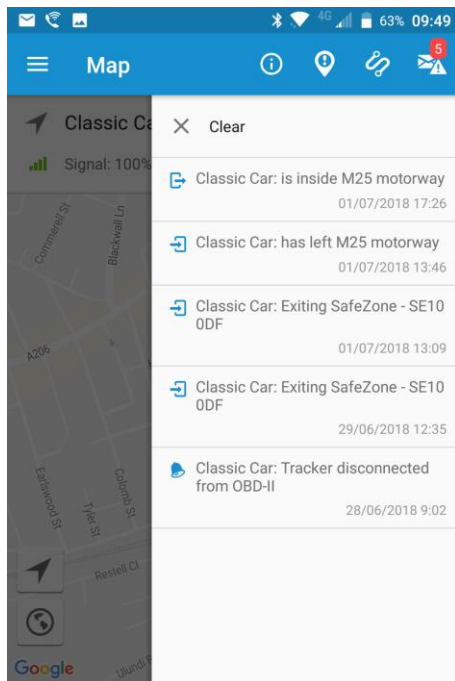 4G 63% 09:49
Map
5
Classic Ca
Signal: 100%
Clear
Classic Car: is inside M25 motorway
01/07/2018 17:26
Classic Car: has left M25 motorway
01/07/2018 13:46
Classic Car: Exiting SafeZone - SE10
0DF
01/07/2018 13:09
Classic Car: Exiting SafeZone - SE10
0DF
29/06/2018 12:35
Classic Car: Tracker disconnected
from OBD-II
28/06/2018 9:02
Commerell St
Blackwall Ln
A206
Earlswood St
Tyler St
Colomb St
Restell Cl
Ulundi R
Google